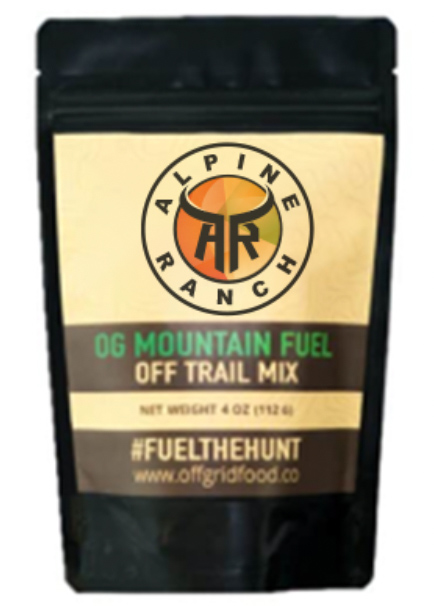 ALPINE
AR
RANCH
OG MOUNTAIN FUEL
OFF TRAIL MIX
NET WEIGHT 4 OZ (112 G)
#FUELTHEHUNT
www.offgridfood.co